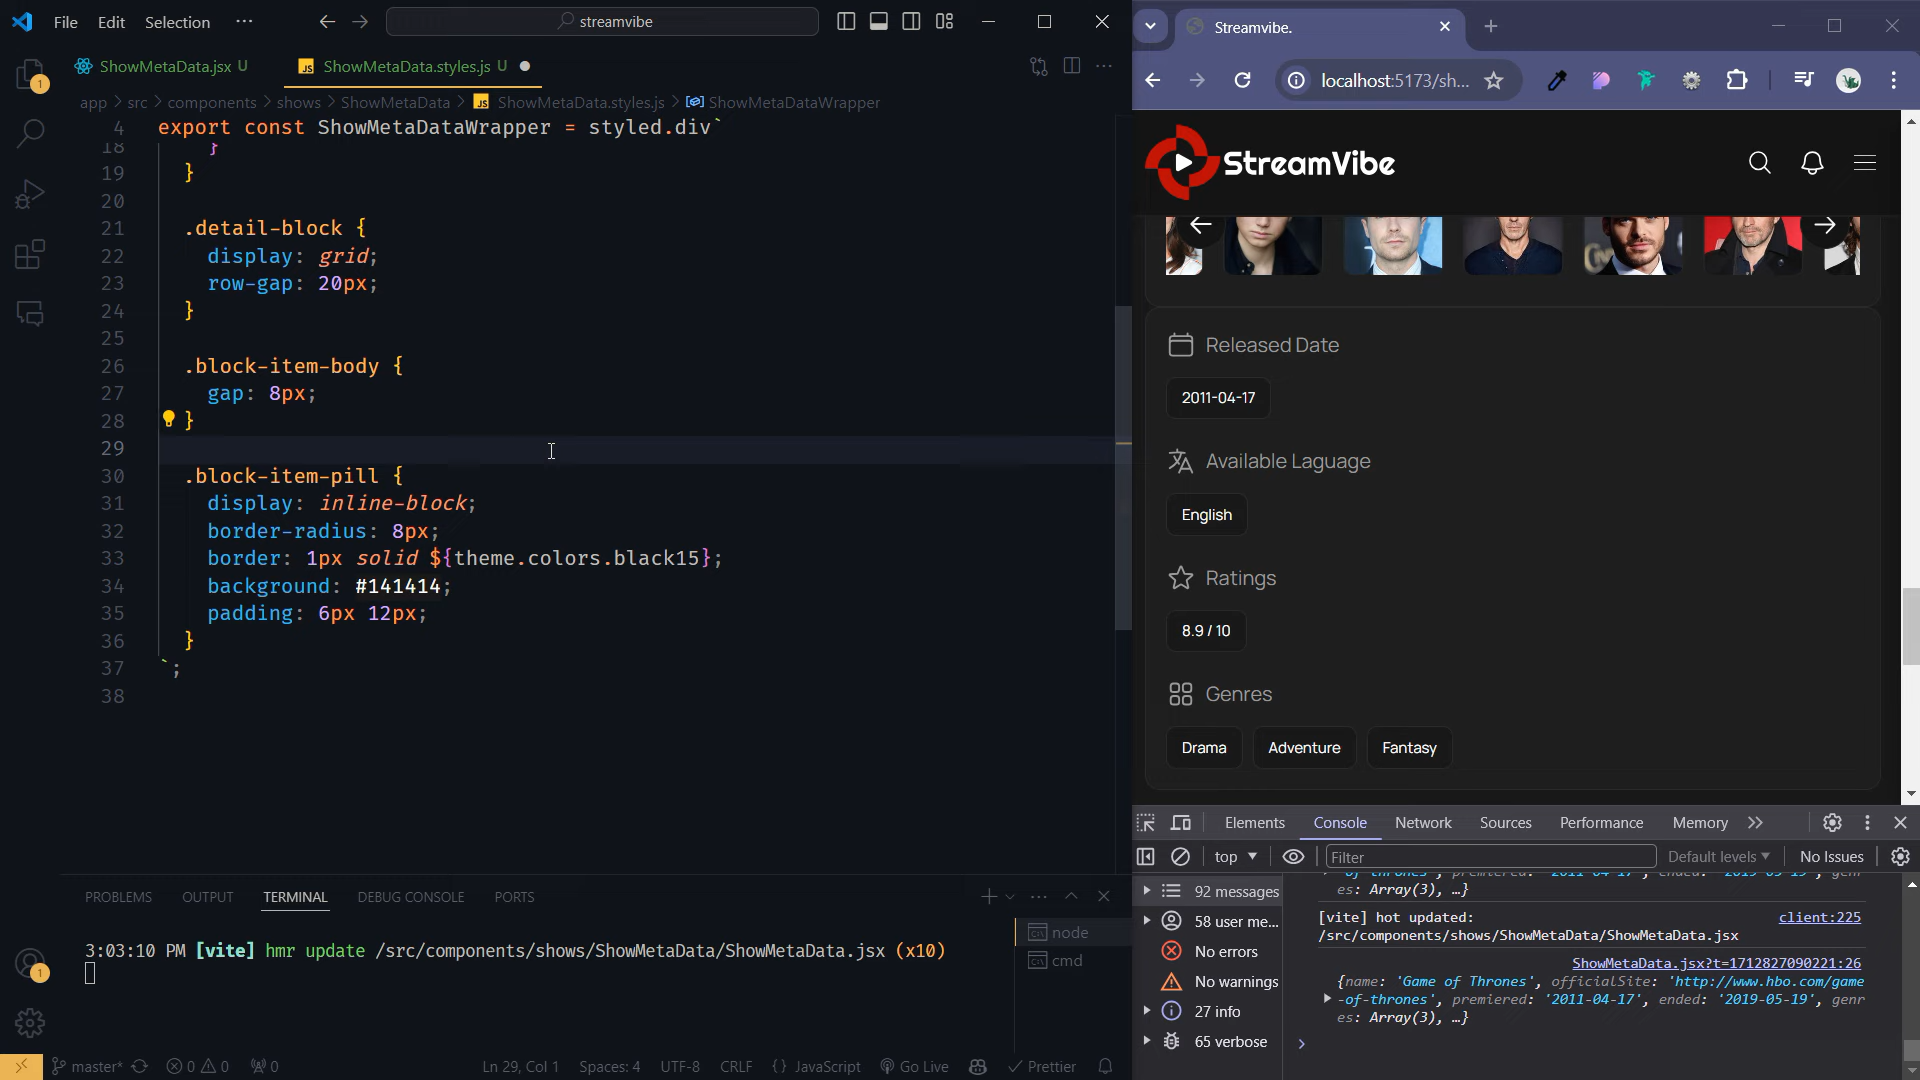 File Edit Selection ··· streamvibe
ShowMetaData.jsx U ShowMetaData.styles.js U
app > src > components > shows > ShowMetaData > ShowMetaData.styles.js > ShowMetaDataWrapper
4 export const ShowMetaDataWrapper = styled.div`
18 }
19 }
20
21 .detail-block {
22 display: grid;
23 row-gap: 20px;
24 }
25
26 .block-item-body {
27 gap: 8px;
28 }
29
30 .block-item-pill {
31 display: inline-block;
32 border-radius: 8px;
33 border: 1px solid ${theme.colors.black15};
34 background: #141414;
35 padding: 6px 12px;
36 }
37 `;
38
PROBLEMS OUTPUT TERMINAL DEBUG CONSOLE PORTS
3:03:10 PM [vite] hmr update /src/components/shows/ShowMetaData/ShowMetaData.jsx (x10)
node
cmd
master* 0 0 0 Ln 29, Col 1 Spaces: 4 UTF-8 CRLF {} JavaScript Go Live Prettier
Streamvibe.
localhost:5173/sh...
StreamVibe
Released Date
2011-04-17
Available Laguage
English
Ratings
8.9 / 10
Genres
Drama Adventure Fantasy
Elements Console Network Sources Performance Memory
top Filter Default levels No Issues
92 messages
58 user me...
No errors
No warnings
27 info
65 verbose
es: Array(3), …}
[vite] hot updated: client:225
/src/components/shows/ShowMetaData/ShowMetaData.jsx
ShowMetaData.jsx?t=1712827090221:26
{name: 'Game of Thrones', officialSite: 'http://www.hbo.com/game
-of-thrones', premiered: '2011-04-17', ended: '2019-05-19', genr
es: Array(3), …}